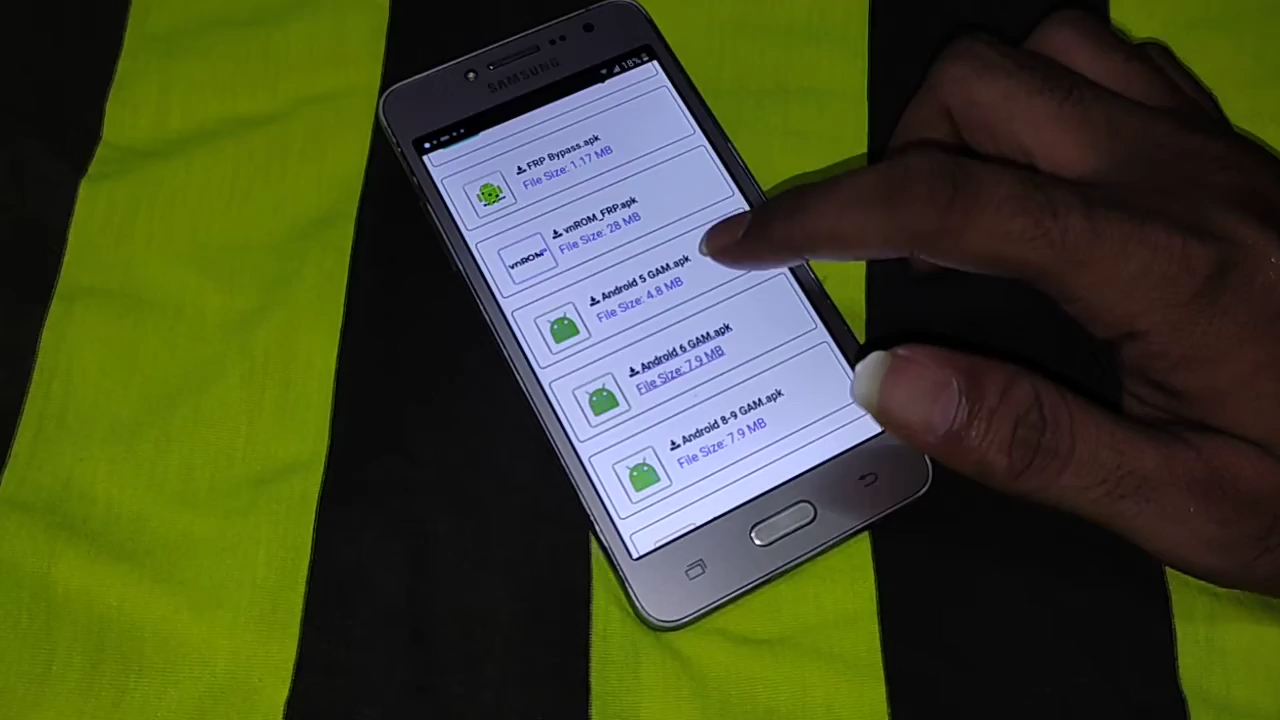 SAMSUNG
18%
FRP Bypass.apk
File Size: 1.17 MB
vnROM_FRP.apk
File Size: 28 MB
vnROM
Android 5 GAM.apk
File Size: 4.8 MB
Android 6 GAM.apk
File Size: 7.9 MB
Android 8-9 GAM.apk
File Size: 7.9 MB